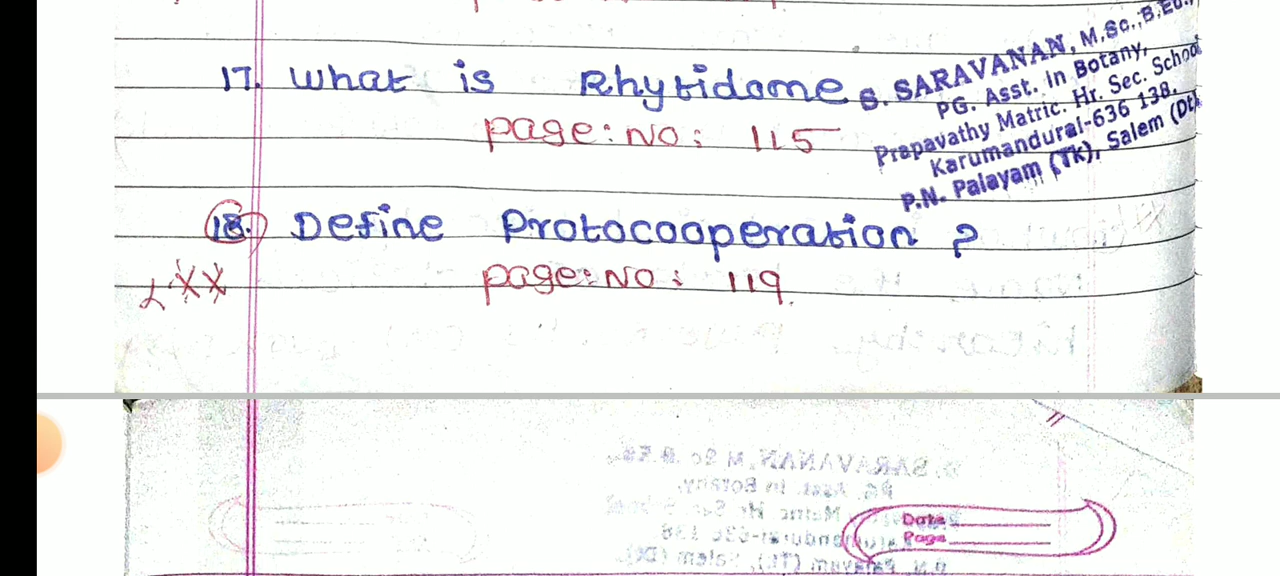 17. What is Rhytidome
S. SARAVANAN, M.Sc.,B.Ed.,
PG. Asst. In Botany,
Prapavathy Matric. Hr. Sec. School
Karumandurai-636 138.
P.N. Palayam (Tk), Salem (Dt)
page: No: 115
18. Define Protocooperation ?
page: No: 119.
Date
Page